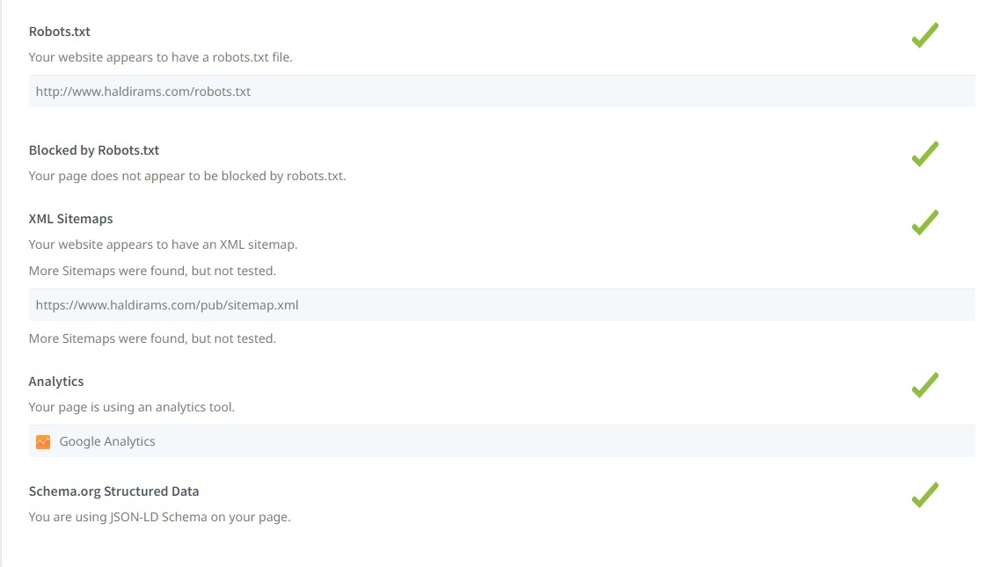 Robots.txt
Your website appears to have a robots.txt file.
http://www.haldirams.com/robots.txt
Blocked by Robots.txt
Your page does not appear to be blocked by robots.txt.
XML Sitemaps
Your website appears to have an XML sitemap.
More Sitemaps were found, but not tested.
https://www.haldirams.com/pub/sitemap.xml
More Sitemaps were found, but not tested.
Analytics
Your page is using an analytics tool.
Google Analytics
Schema.org Structured Data
You are using JSON-LD Schema on your page.